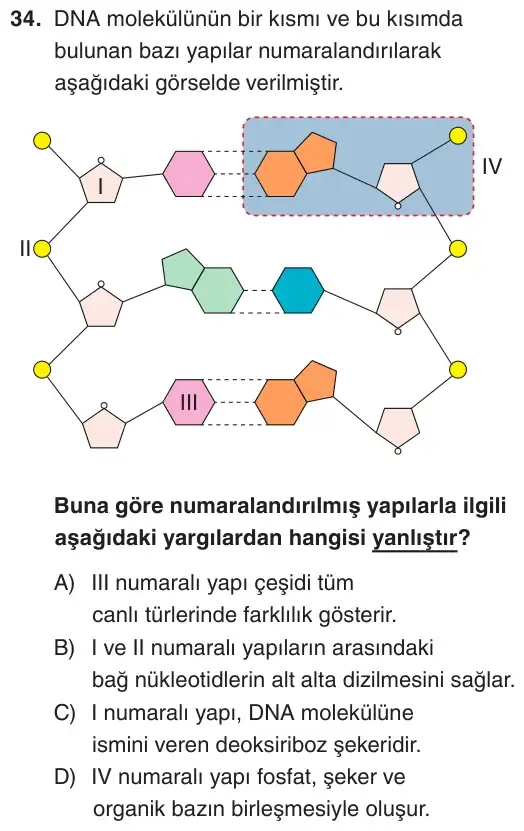 34. DNA molekülünün bir kısmı ve bu kısımda
bulunan bazı yapılar numaralandırılarak
aşağıdaki görselde verilmiştir.
I
IV
II
III
Buna göre numaralandırılmış yapılarla ilgili
aşağıdaki yargılardan hangisi yanlıştır?
A) III numaralı yapı çeşidi tüm
canlı türlerinde farklılık gösterir.
B) I ve II numaralı yapıların arasındaki
bağ nükleotidlerin alt alta dizilmesini sağlar.
C) I numaralı yapı, DNA molekülüne
ismini veren deoksiriboz şekeridir.
D) IV numaralı yapı fosfat, şeker ve
organik bazın birleşmesiyle oluşur.